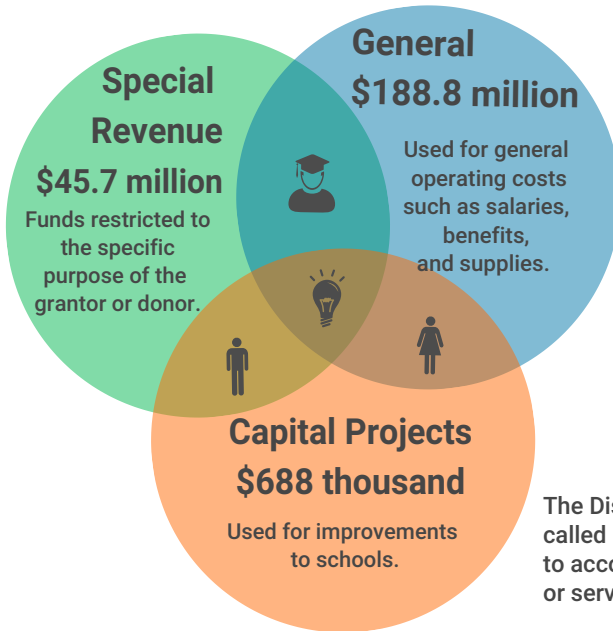 Special
Revenue
$45.7 million
Funds restricted to
the specific
purpose of the
grantor or donor.
General
$188.8 million
Used for general
operating costs
such as salaries,
benefits,
and supplies.
Capital Projects
$688 thousand
Used for improvements
to schools.
The
called
to
or